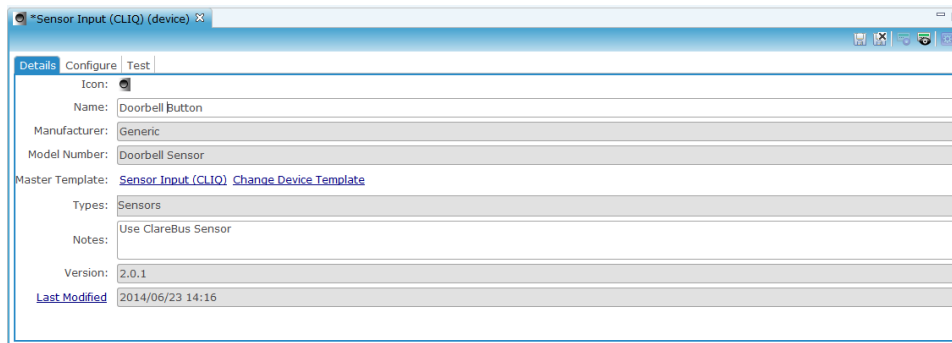 *Sensor Input (CLIQ) (device)
Details Configure Test
Icon:
Name: Doorbell Button
Manufacturer: Generic
Model Number: Doorbell Sensor
Master Template: Sensor Input (CLIQ) Change Device Template
Types: Sensors
Notes: Use ClareBus Sensor
Version: 2.0.1
Last Modified 2014/06/23 14:16